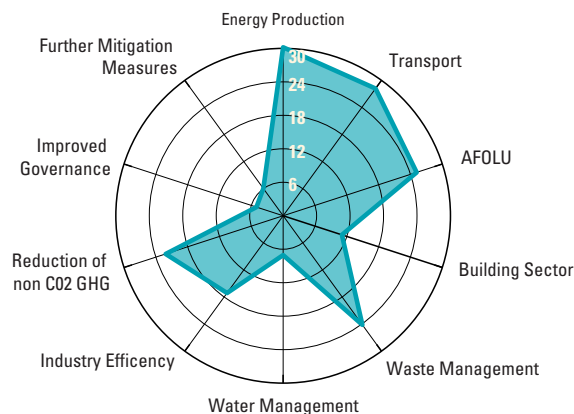 Energy Production
Transport
AFOLU
Building Sector
Waste Management
Water Management
Industry Efficency
Reduction of
non C02 GHG
Improved
Governance
Further Mitigation
Measures
30
24
18
12
6